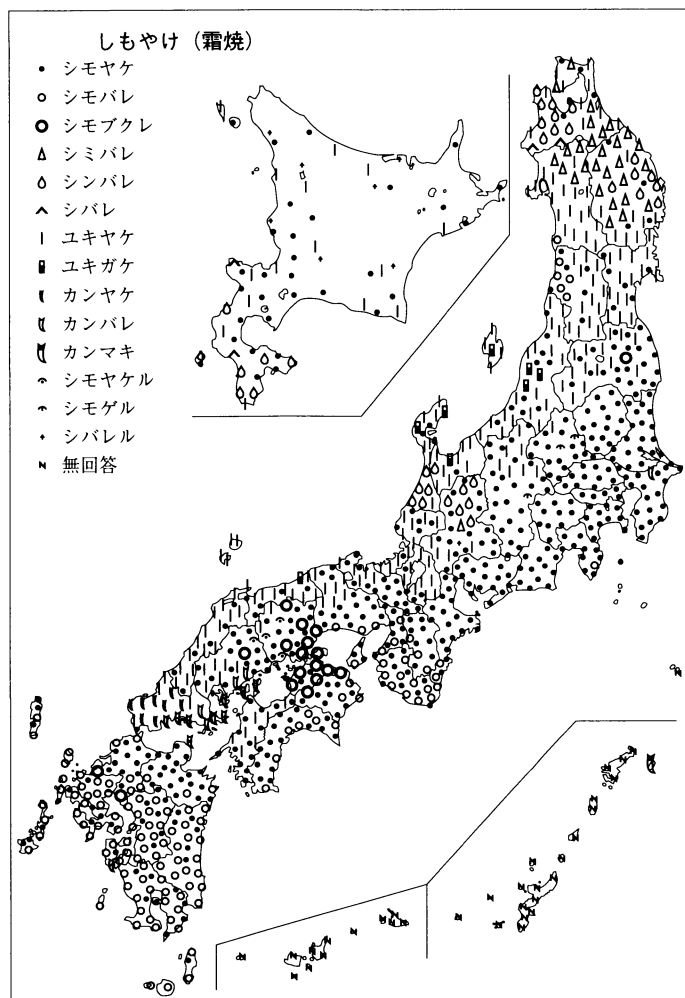 しもやけ（霜焼）
シモヤケ
シモバレ
シモブクレ
シミバレ
シンバレ
シバレ
ユキヤケ
ユキガケ
カンヤケ
カンバレ
カンマキ
シモヤケル
シモゲル
シバレル
無回答